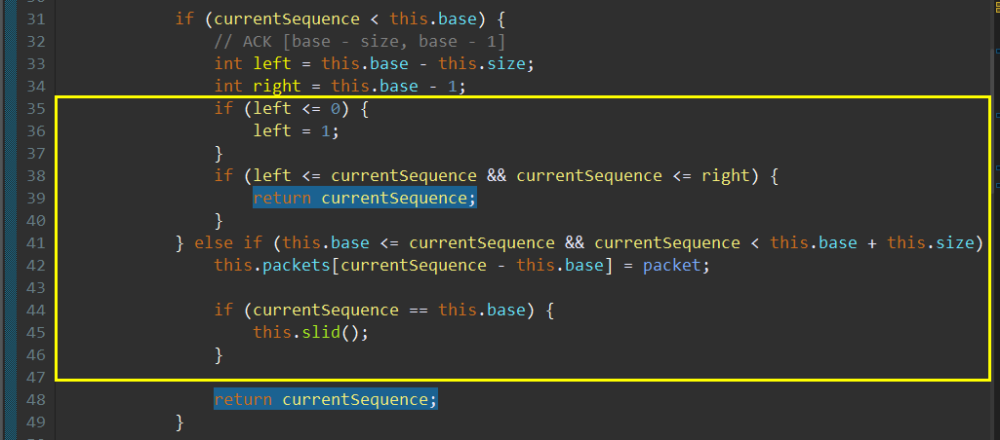 31 if (currentSequence < this.base) {
32 // ACK [base - size, base - 1]
33 int left = this.base - this.size;
34 int right = this.base - 1;
35 if (left <= 0) {
36 left = 1;
37 }
38 if (left <= currentSequence && currentSequence <= right) {
39 return currentSequence;
40 }
41 } else if (this.base <= currentSequence && currentSequence < this.base + this.size)
42 this.packets[currentSequence - this.base] = packet;
43
44 if (currentSequence == this.base) {
45 this.slid();
46 }
47
48 return currentSequence;
49 }